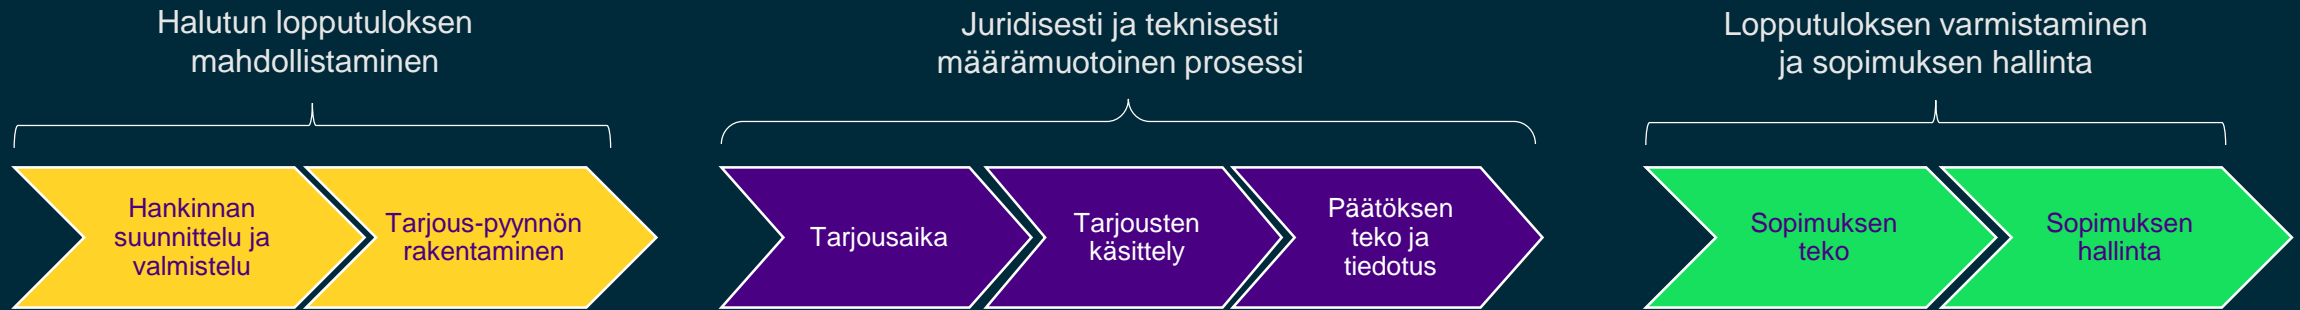 Halutun lopputuloksen
mahdollistaminen
Juridisesti ja teknisesti
määrämuotoinen prosessi
Lopputuloksen varmistaminen
ja sopimuksen hallinta
Hankinnan
suunnittelu ja
valmistelu
Tarjous-pyynnön
rakentaminen
Tarjousaika
Tarjousten
käsittely
Päätöksen
teko ja
tiedotus
Sopimuksen
teko
Sopimuksen
hallinta